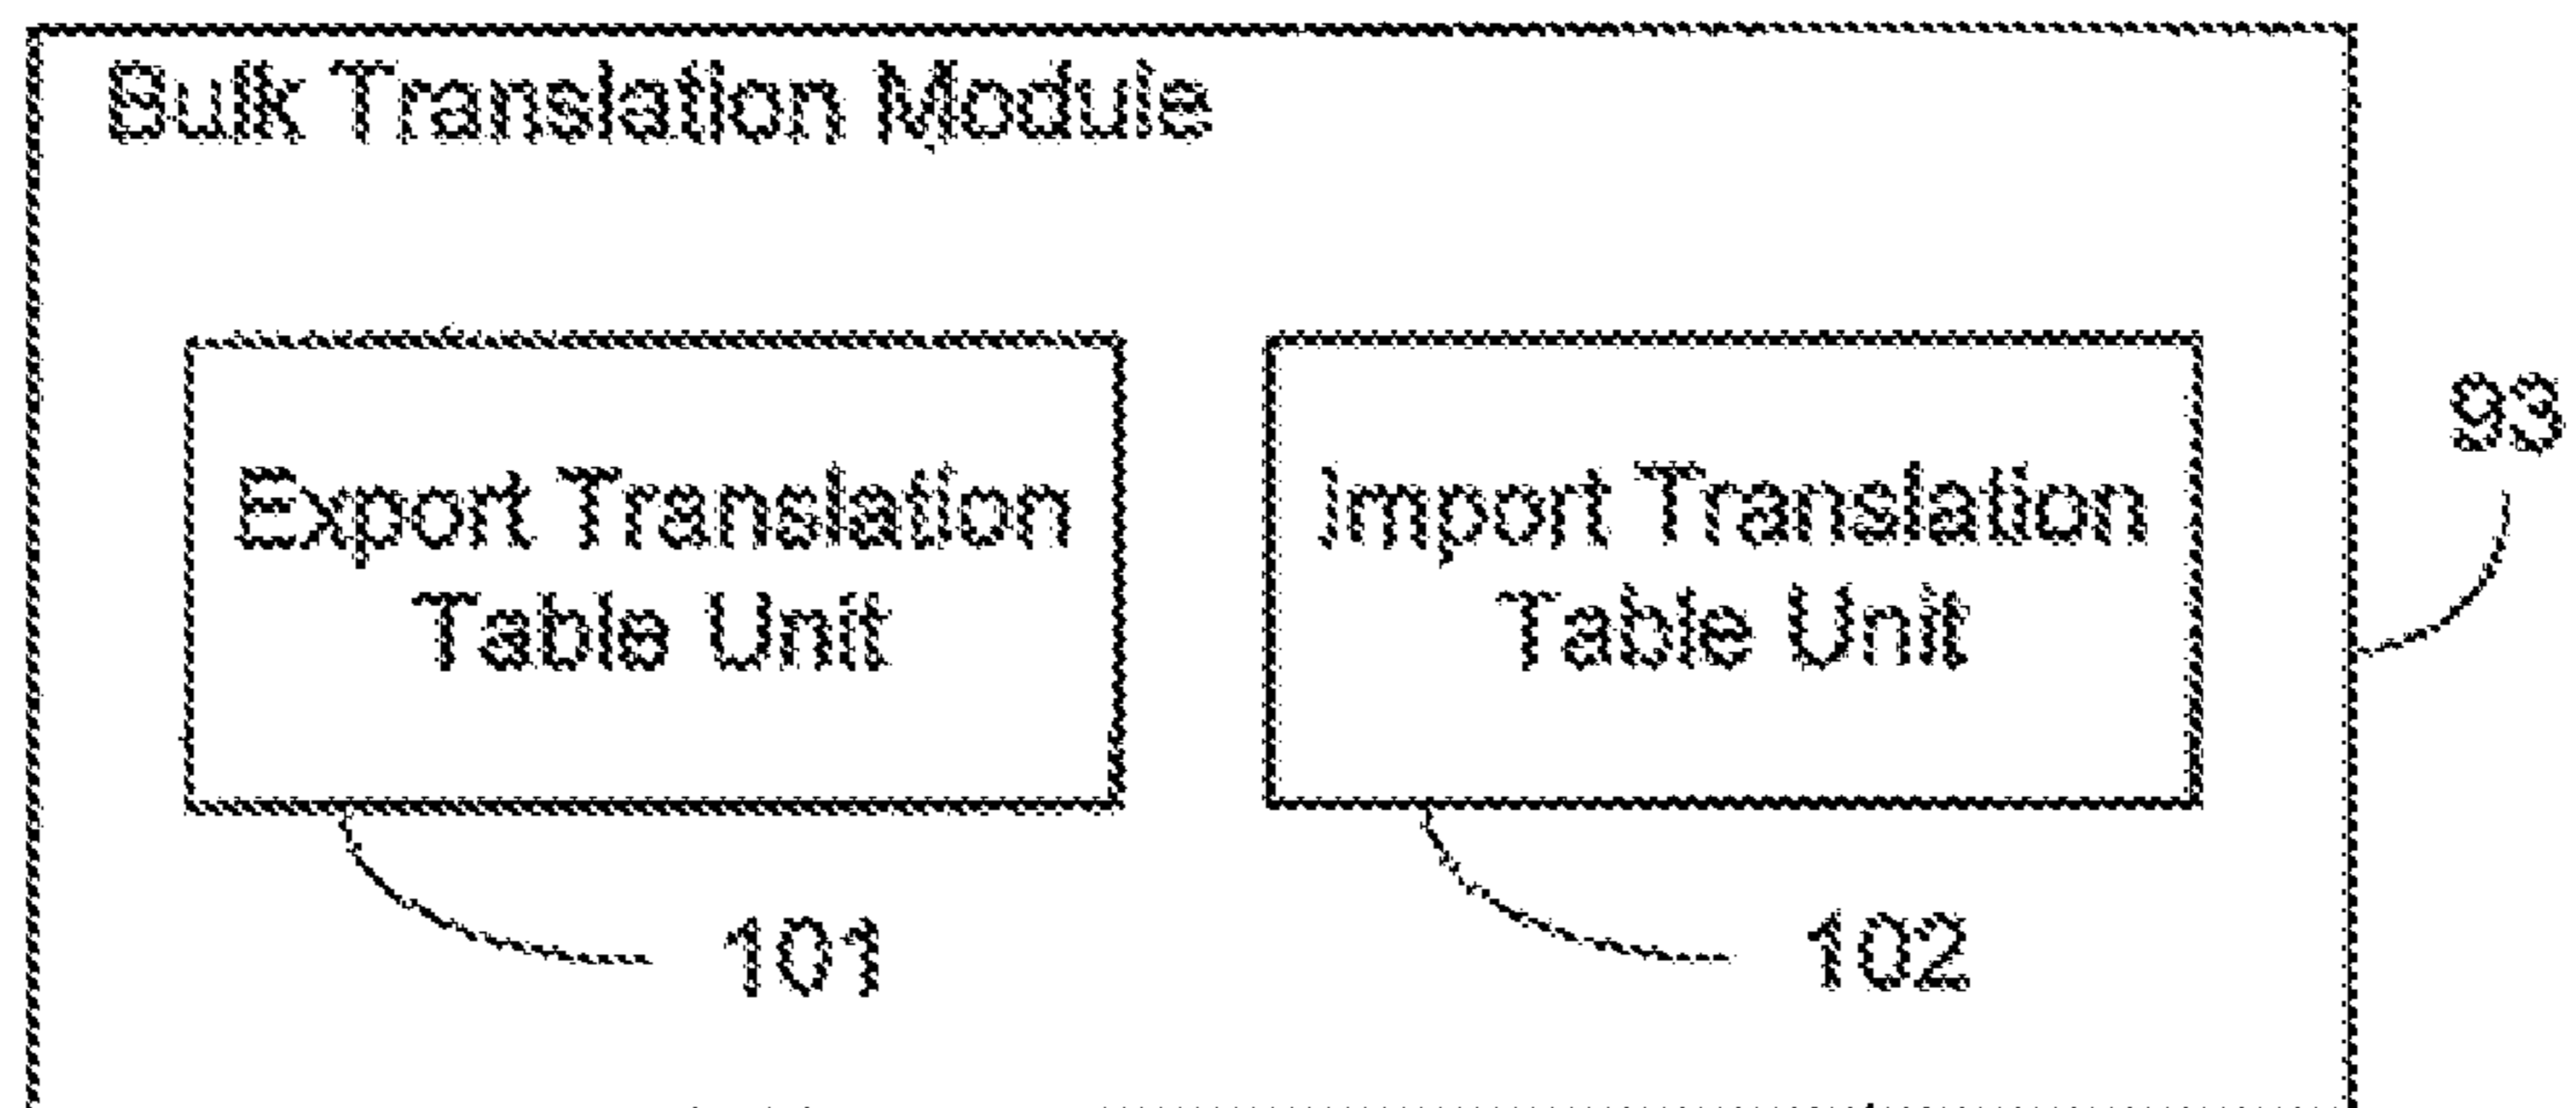 Bulk Translation Module
Export Translation
Table Unit
Import Translation
Table Unit
93
101
102